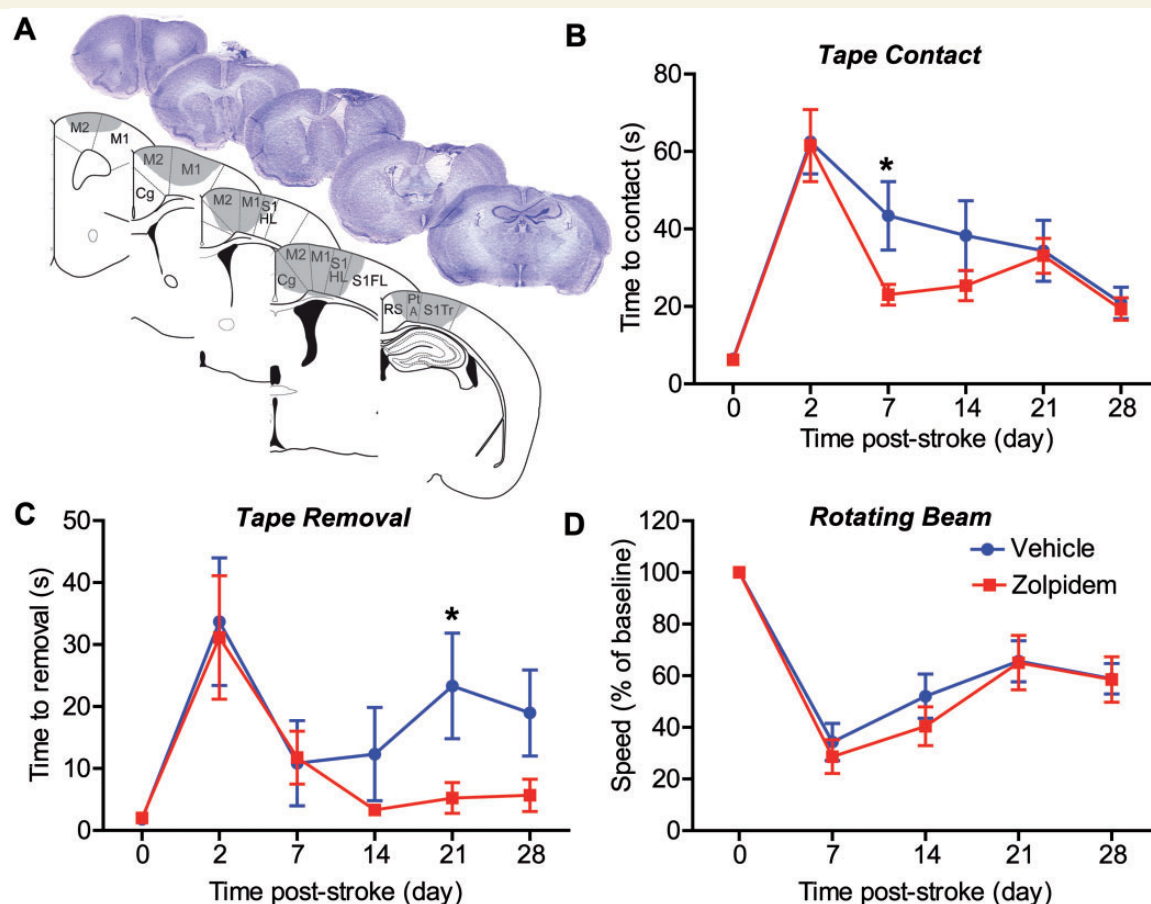 A
M2
M1
M2
M1
Cg
M2
M1
S1
HL
M2
M1
S1
HL
Cg
S1FL
RS
Pt
A
S1Tr
B
Tape Contact
Time to contact (s)
80
60
40
20
0
*
0 2 7 14 21 28
Time post-stroke (day)
C
Tape Removal
Time to removal (s)
50
40
30
20
10
0
*
0 2 7 14 21 28
Time post-stroke (day)
D
Rotating Beam
Speed (% of baseline)
120
100
80
60
40
20
0
Vehicle
Zolpidem
0 7 14 21 28
Time post-stroke (day)